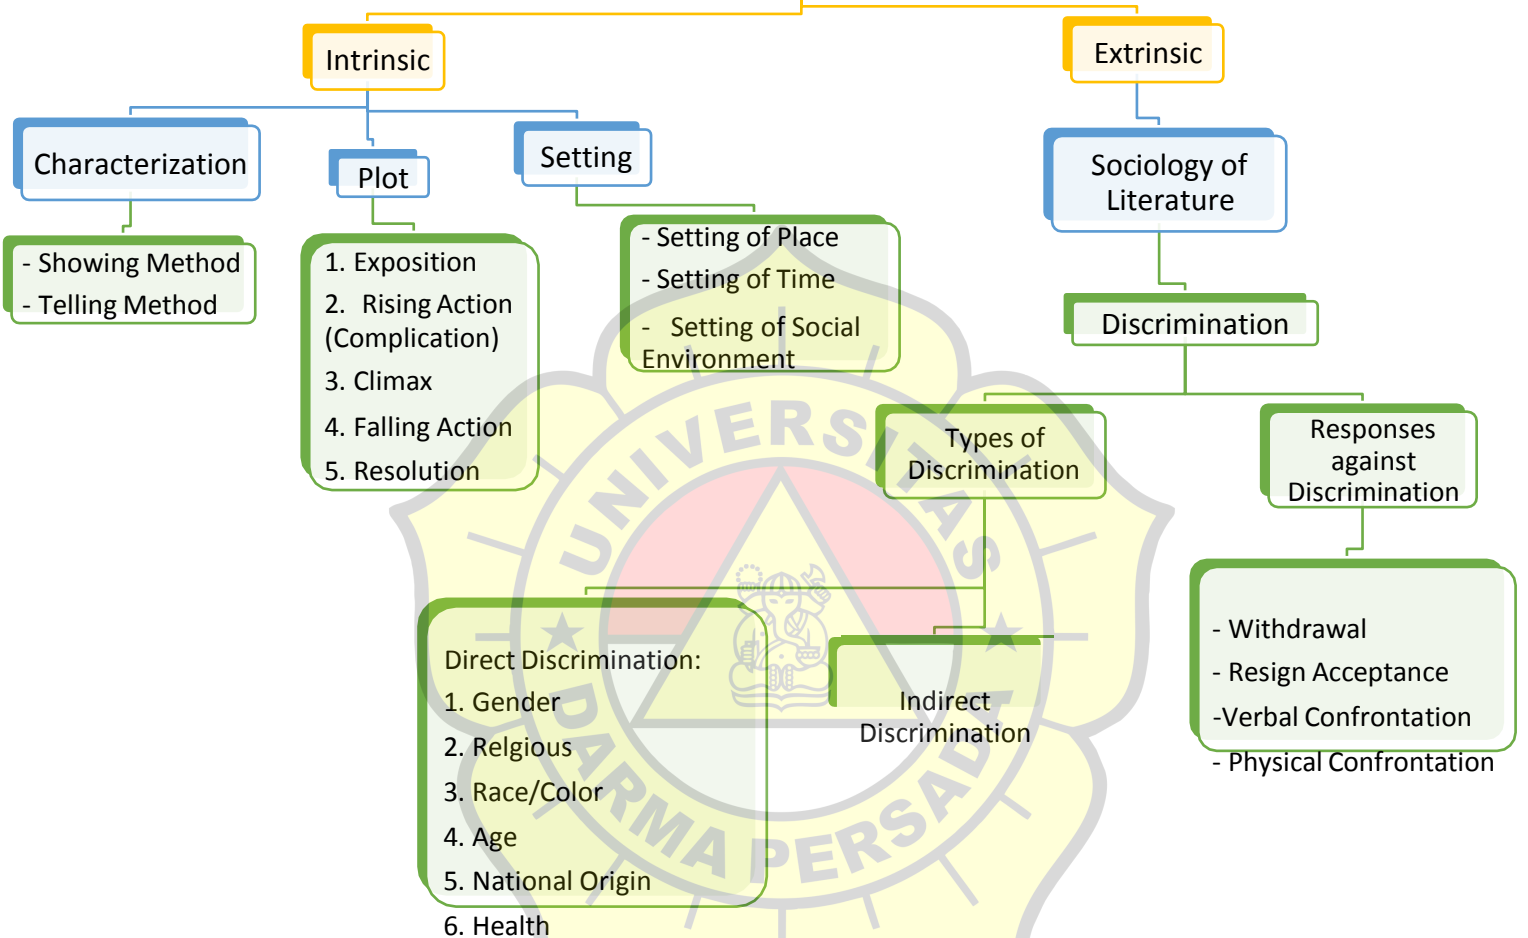 Intrinsic
Extrinsic
Characterization
Plot
Setting
Sociology of
Literature
- Showing Method
- Telling Method
1. Exposition
2. Rising Action
(Complication)
3. Climax
4. Falling Action
5. Resolution
- Setting of Place
- Setting of Time
- Setting of Social
Environment
Discrimination
Types of
Discrimination
Responses
against
Discrimination
Direct Discrimination:
1. Gender
2. Relgious
3. Race/Color
4. Age
5. National Origin
6. Health
Indirect
Discrimination
- Withdrawal
- Resign Acceptance
-Verbal Confrontation
- Physical Confrontation
UNIVERSITAS
DARMA PERSADA